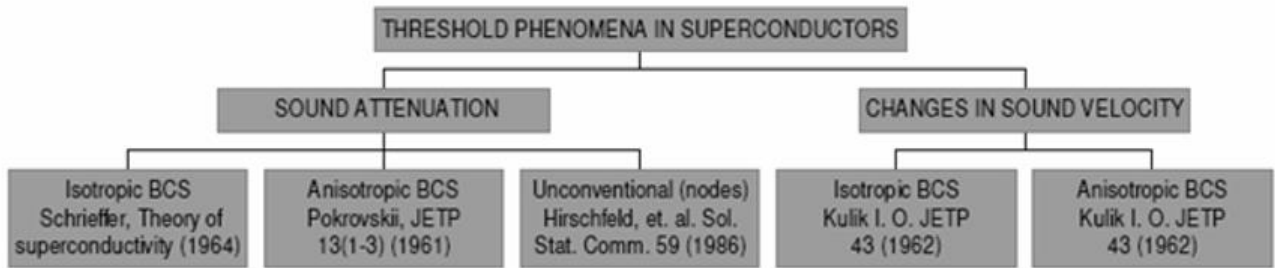 THRESHOLD PHENOMENA IN SUPERCONDUCTORS
SOUND ATTENUATION
CHANGES IN SOUND VELOCITY
Isotropic BCS
Schrieffer, Theory of
superconductivity (1964)
Anisotropic BCS
Pokrovskii, JETP
13(1-3) (1961)
Unconventional (nodes)
Hirschfeld, et. al. Sol.
Stat. Comm. 59 (1986)
Isotropic BCS
Kulik I. O. JETP
43 (1962)
Anisotropic BCS
Kulik I. O. JETP
43 (1962)